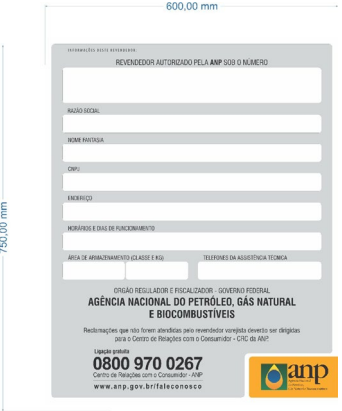 600,00 mm
750,00 mm
INFORMAÇÕES DESTE REVENDEDOR:
REVENDEDOR AUTORIZADO PELA ANP SOB O NÚMERO
RAZÃO SOCIAL
NOME FANTASIA
CNPJ
ENDEREÇO
HORÁRIOS E DIAS DE FUNCIONAMENTO
ÁREA DE ARMAZENAMENTO (CLASSE E KG)
TELEFONES DA ASSISTÊNCIA TÉCNICA
ORGÃO REGULADOR E FISCALIZADOR - GOVERNO FEDERAL
AGÊNCIA NACIONAL DO PETRÓLEO, GÁS NATURAL
E BIOCOMBUSTÍVEIS
Reclamações que não forem atendidas pelo revendedor varejista deverão ser dirigidas
para o Centro de Relações com o Consumidor - CRC da ANP.
Ligação gratuita
0800 970 0267
Centro de Relações com o Consumidor - ANP
www.anp.gov.br/faleconosco
anp